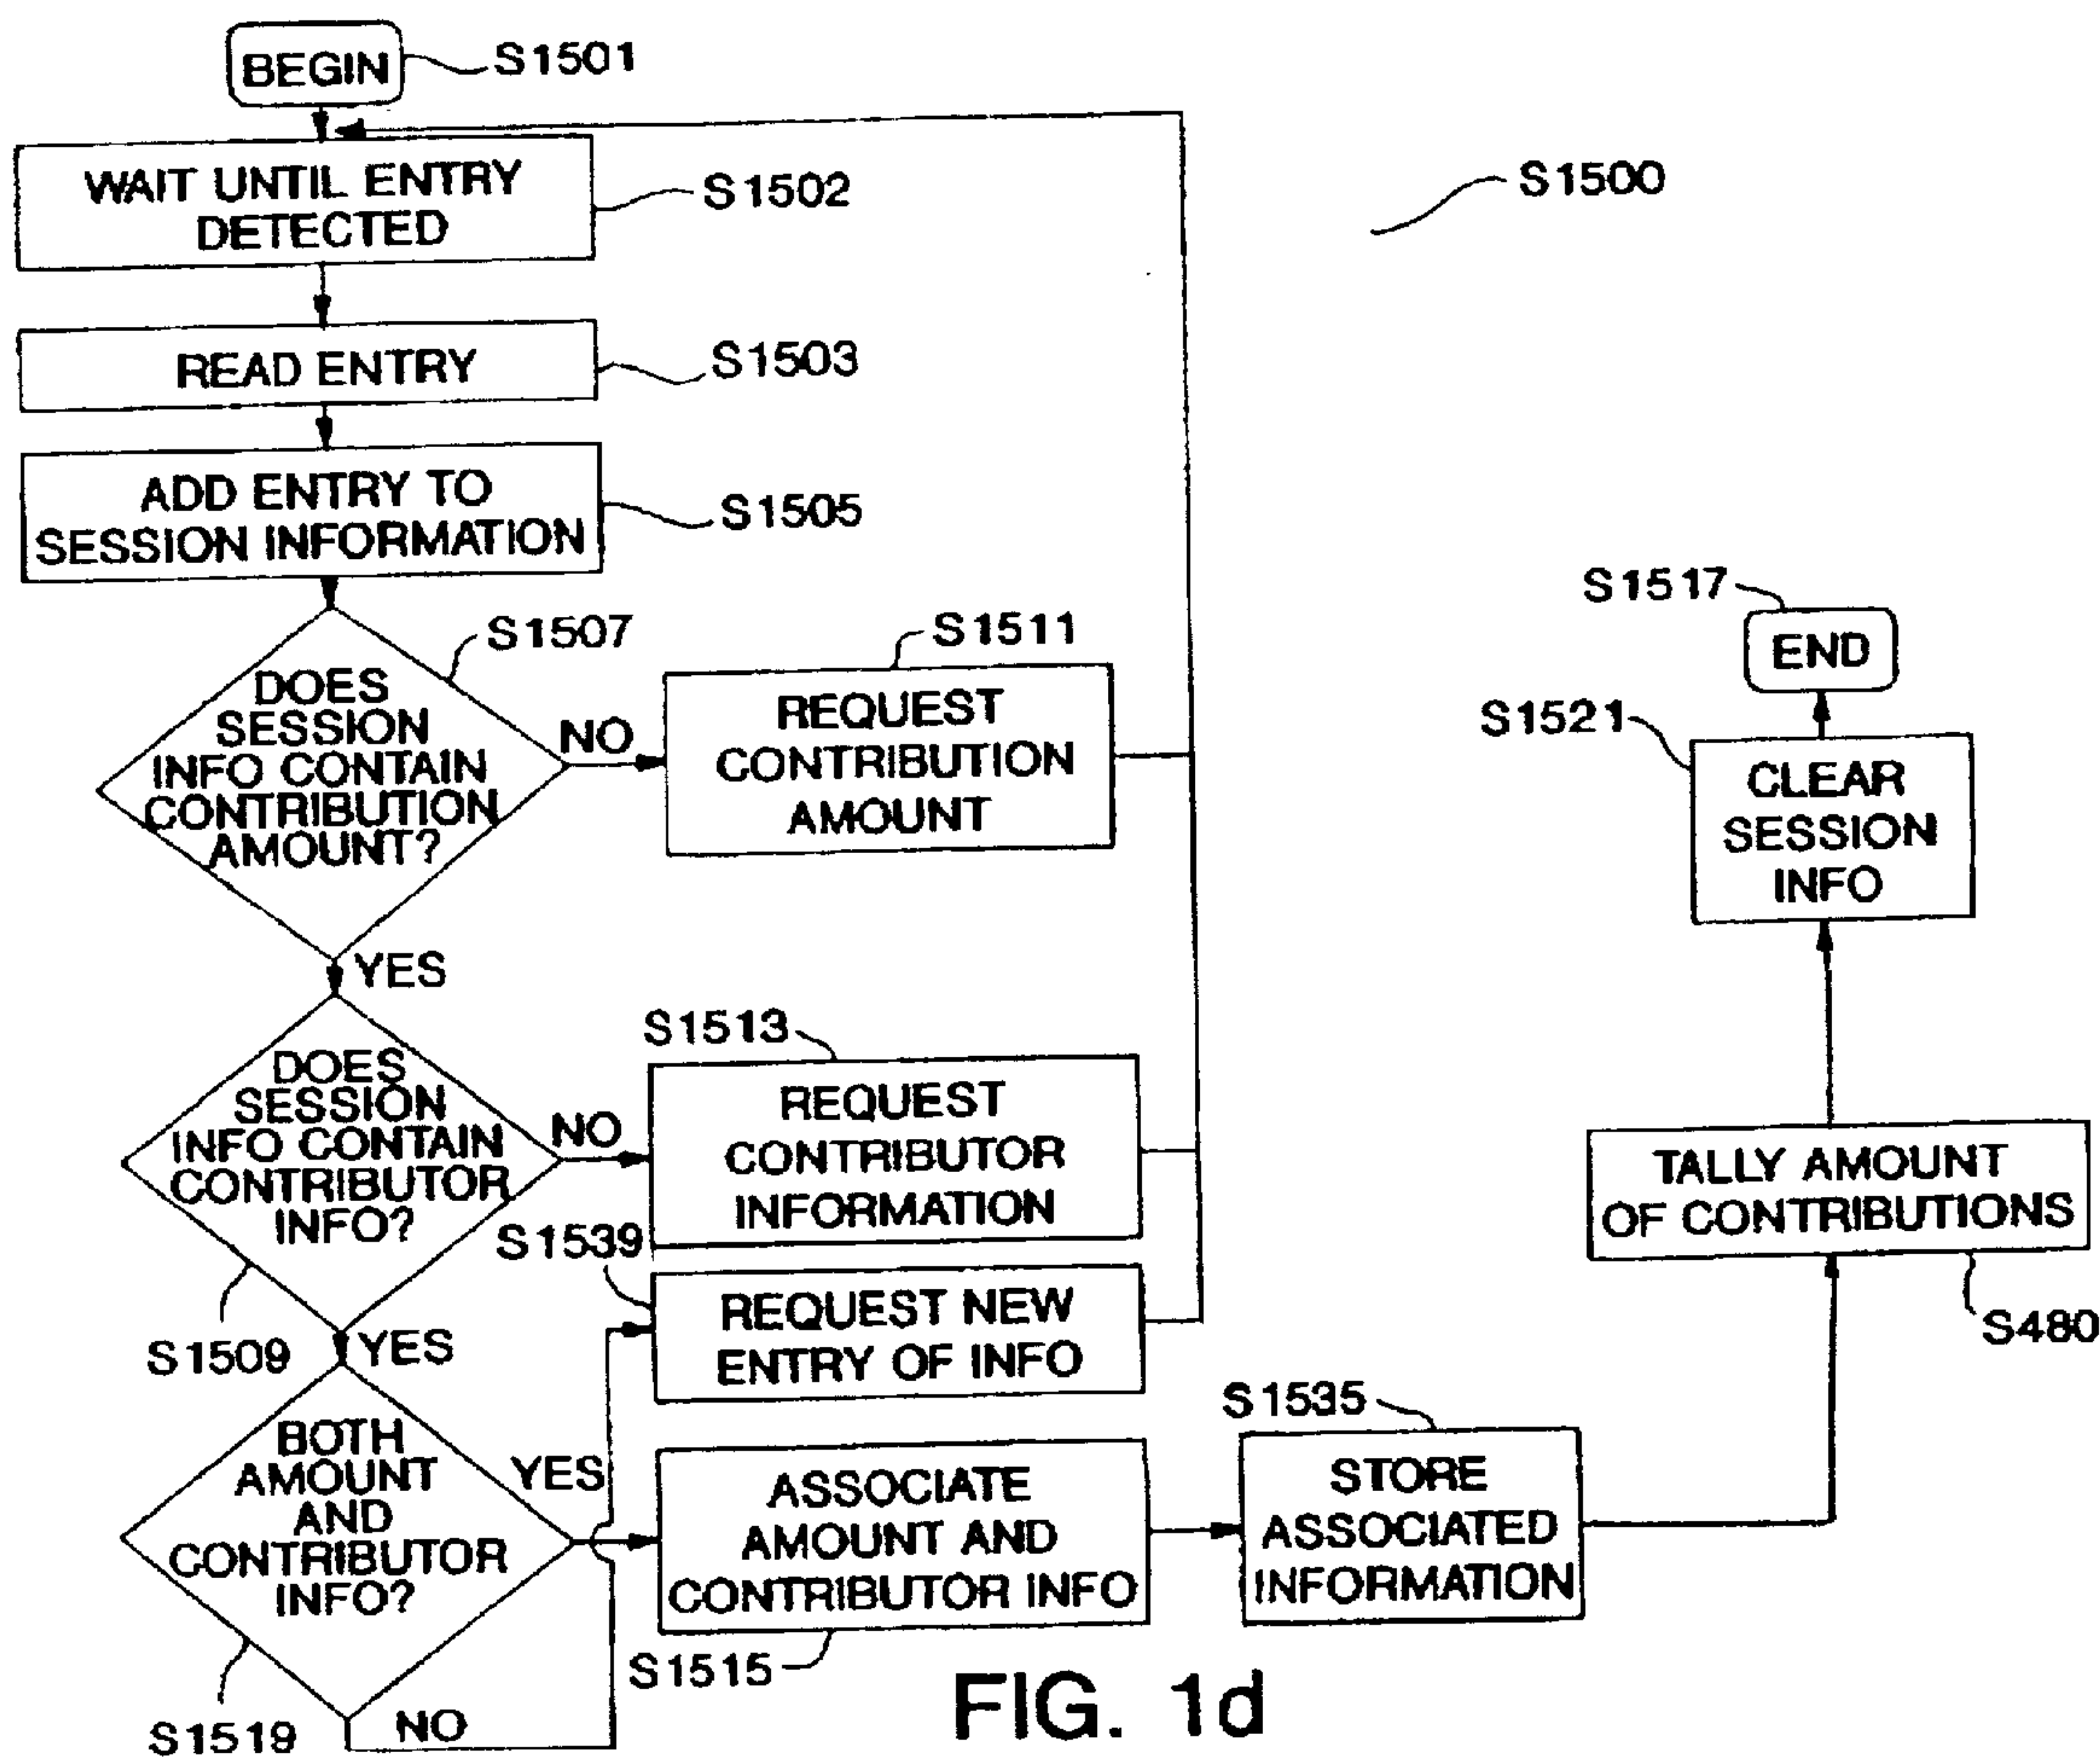 BEGIN
S1501
WAIT UNTIL ENTRY
DETECTED
S1502
S1500
READ ENTRY
S1503
ADD ENTRY TO
SESSION INFORMATION
S1505
DOES
SESSION
INFO CONTAIN
CONTRIBUTION
AMOUNT?
S1507
NO
REQUEST
CONTRIBUTION
AMOUNT
S1511
S1517
END
S1521
CLEAR
SESSION
INFO
YES
DOES
SESSION
INFO CONTAIN
CONTRIBUTOR
INFO?
S1509
NO
S1513
REQUEST
CONTRIBUTOR
INFORMATION
TALLY AMOUNT
OF CONTRIBUTIONS
S480
S1539
REQUEST NEW
ENTRY OF INFO
YES
BOTH
AMOUNT
AND
CONTRIBUTOR
INFO?
S1519
YES
NO
ASSOCIATE
AMOUNT AND
CONTRIBUTOR INFO
S1515
S1535
STORE
ASSOCIATED
INFORMATION
FIG. 1d